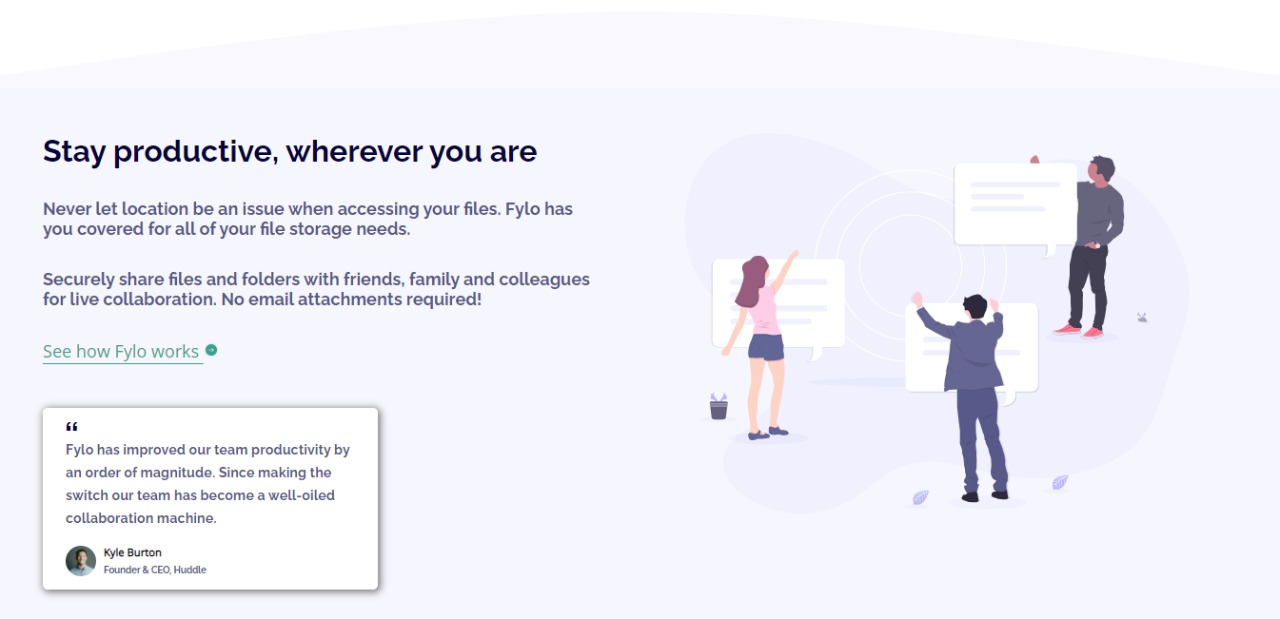 Stay productive, wherever you are
Never let location be an issue when accessing your files. Fylo has
you covered for all of your file storage needs.
Securely share files and folders with friends, family and colleagues
for live collaboration. No email attachments required!
See how Fylo works
“
Fylo has improved our team productivity by
an order of magnitude. Since making the
switch our team has become a well-oiled
collaboration machine.
Kyle Burton
Founder & CEO, Huddle